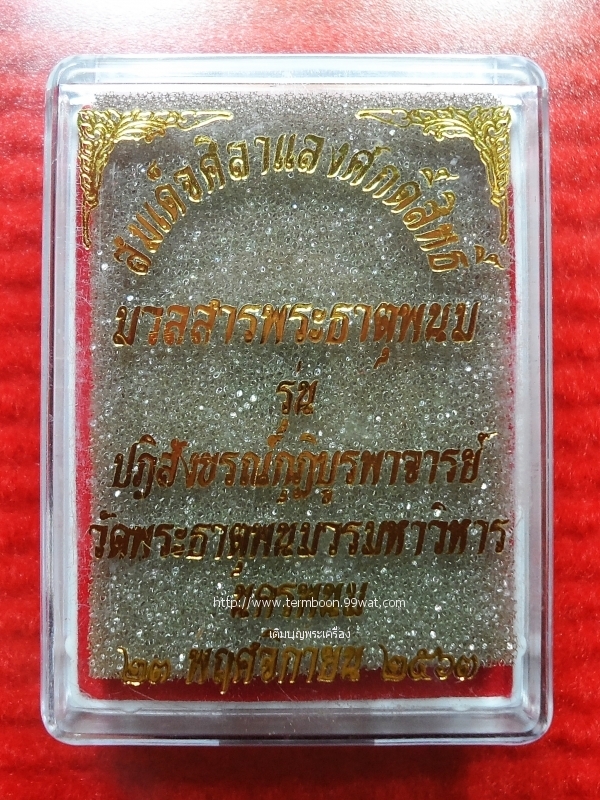 สมเด็จศิลาแลงศักดิ์สิทธิ์
มวลสารพระธาตุพนม
รุ่น
ปฏิสังขรณ์กุฏิบูรพาจารย์
วัดพระธาตุพนมวรมหาวิหาร
นครพนม
http://www.termboon.99wat.com
เติมบุญพระเครื่อง
๒๓ พฤศจิกายน ๒๕๖๓